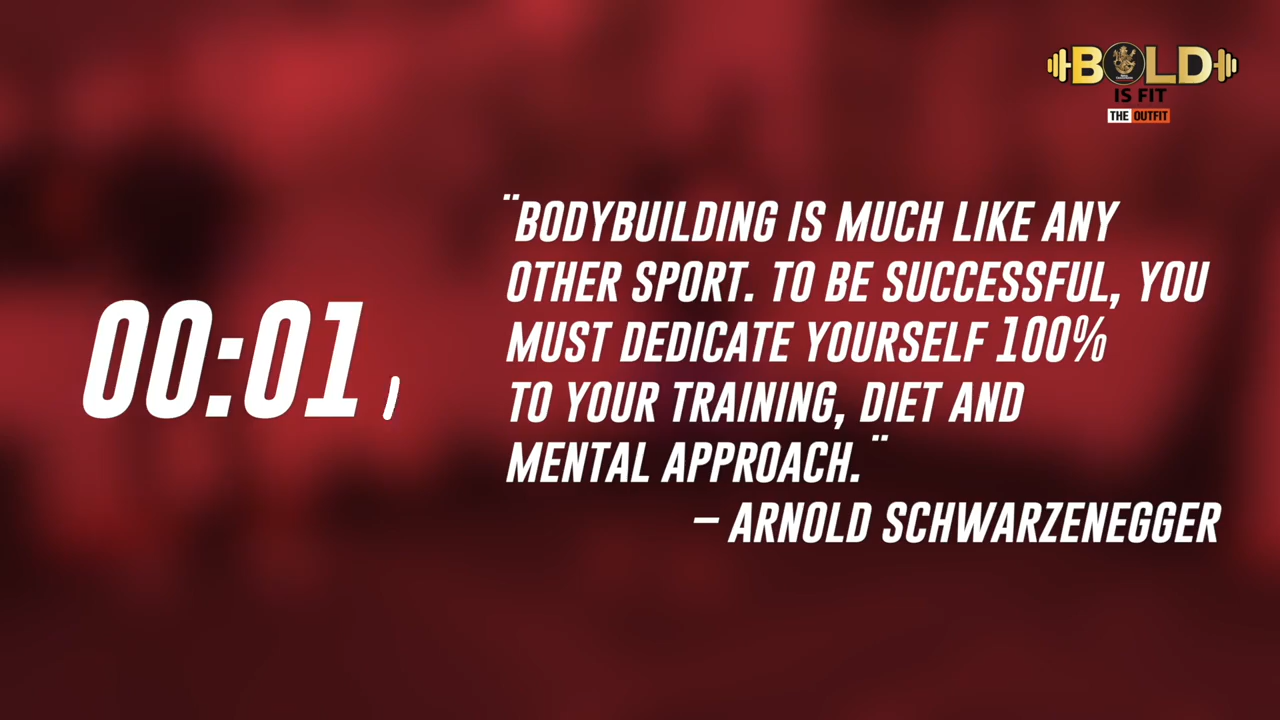 BOLD
IS FIT
THE OUTFIT
00:01
¨BODYBUILDING IS MUCH LIKE ANY
OTHER SPORT. TO BE SUCCESSFUL, YOU
MUST DEDICATE YOURSELF 100%
TO YOUR TRAINING, DIET AND
MENTAL APPROACH.¨
– ARNOLD SCHWARZENEGGER